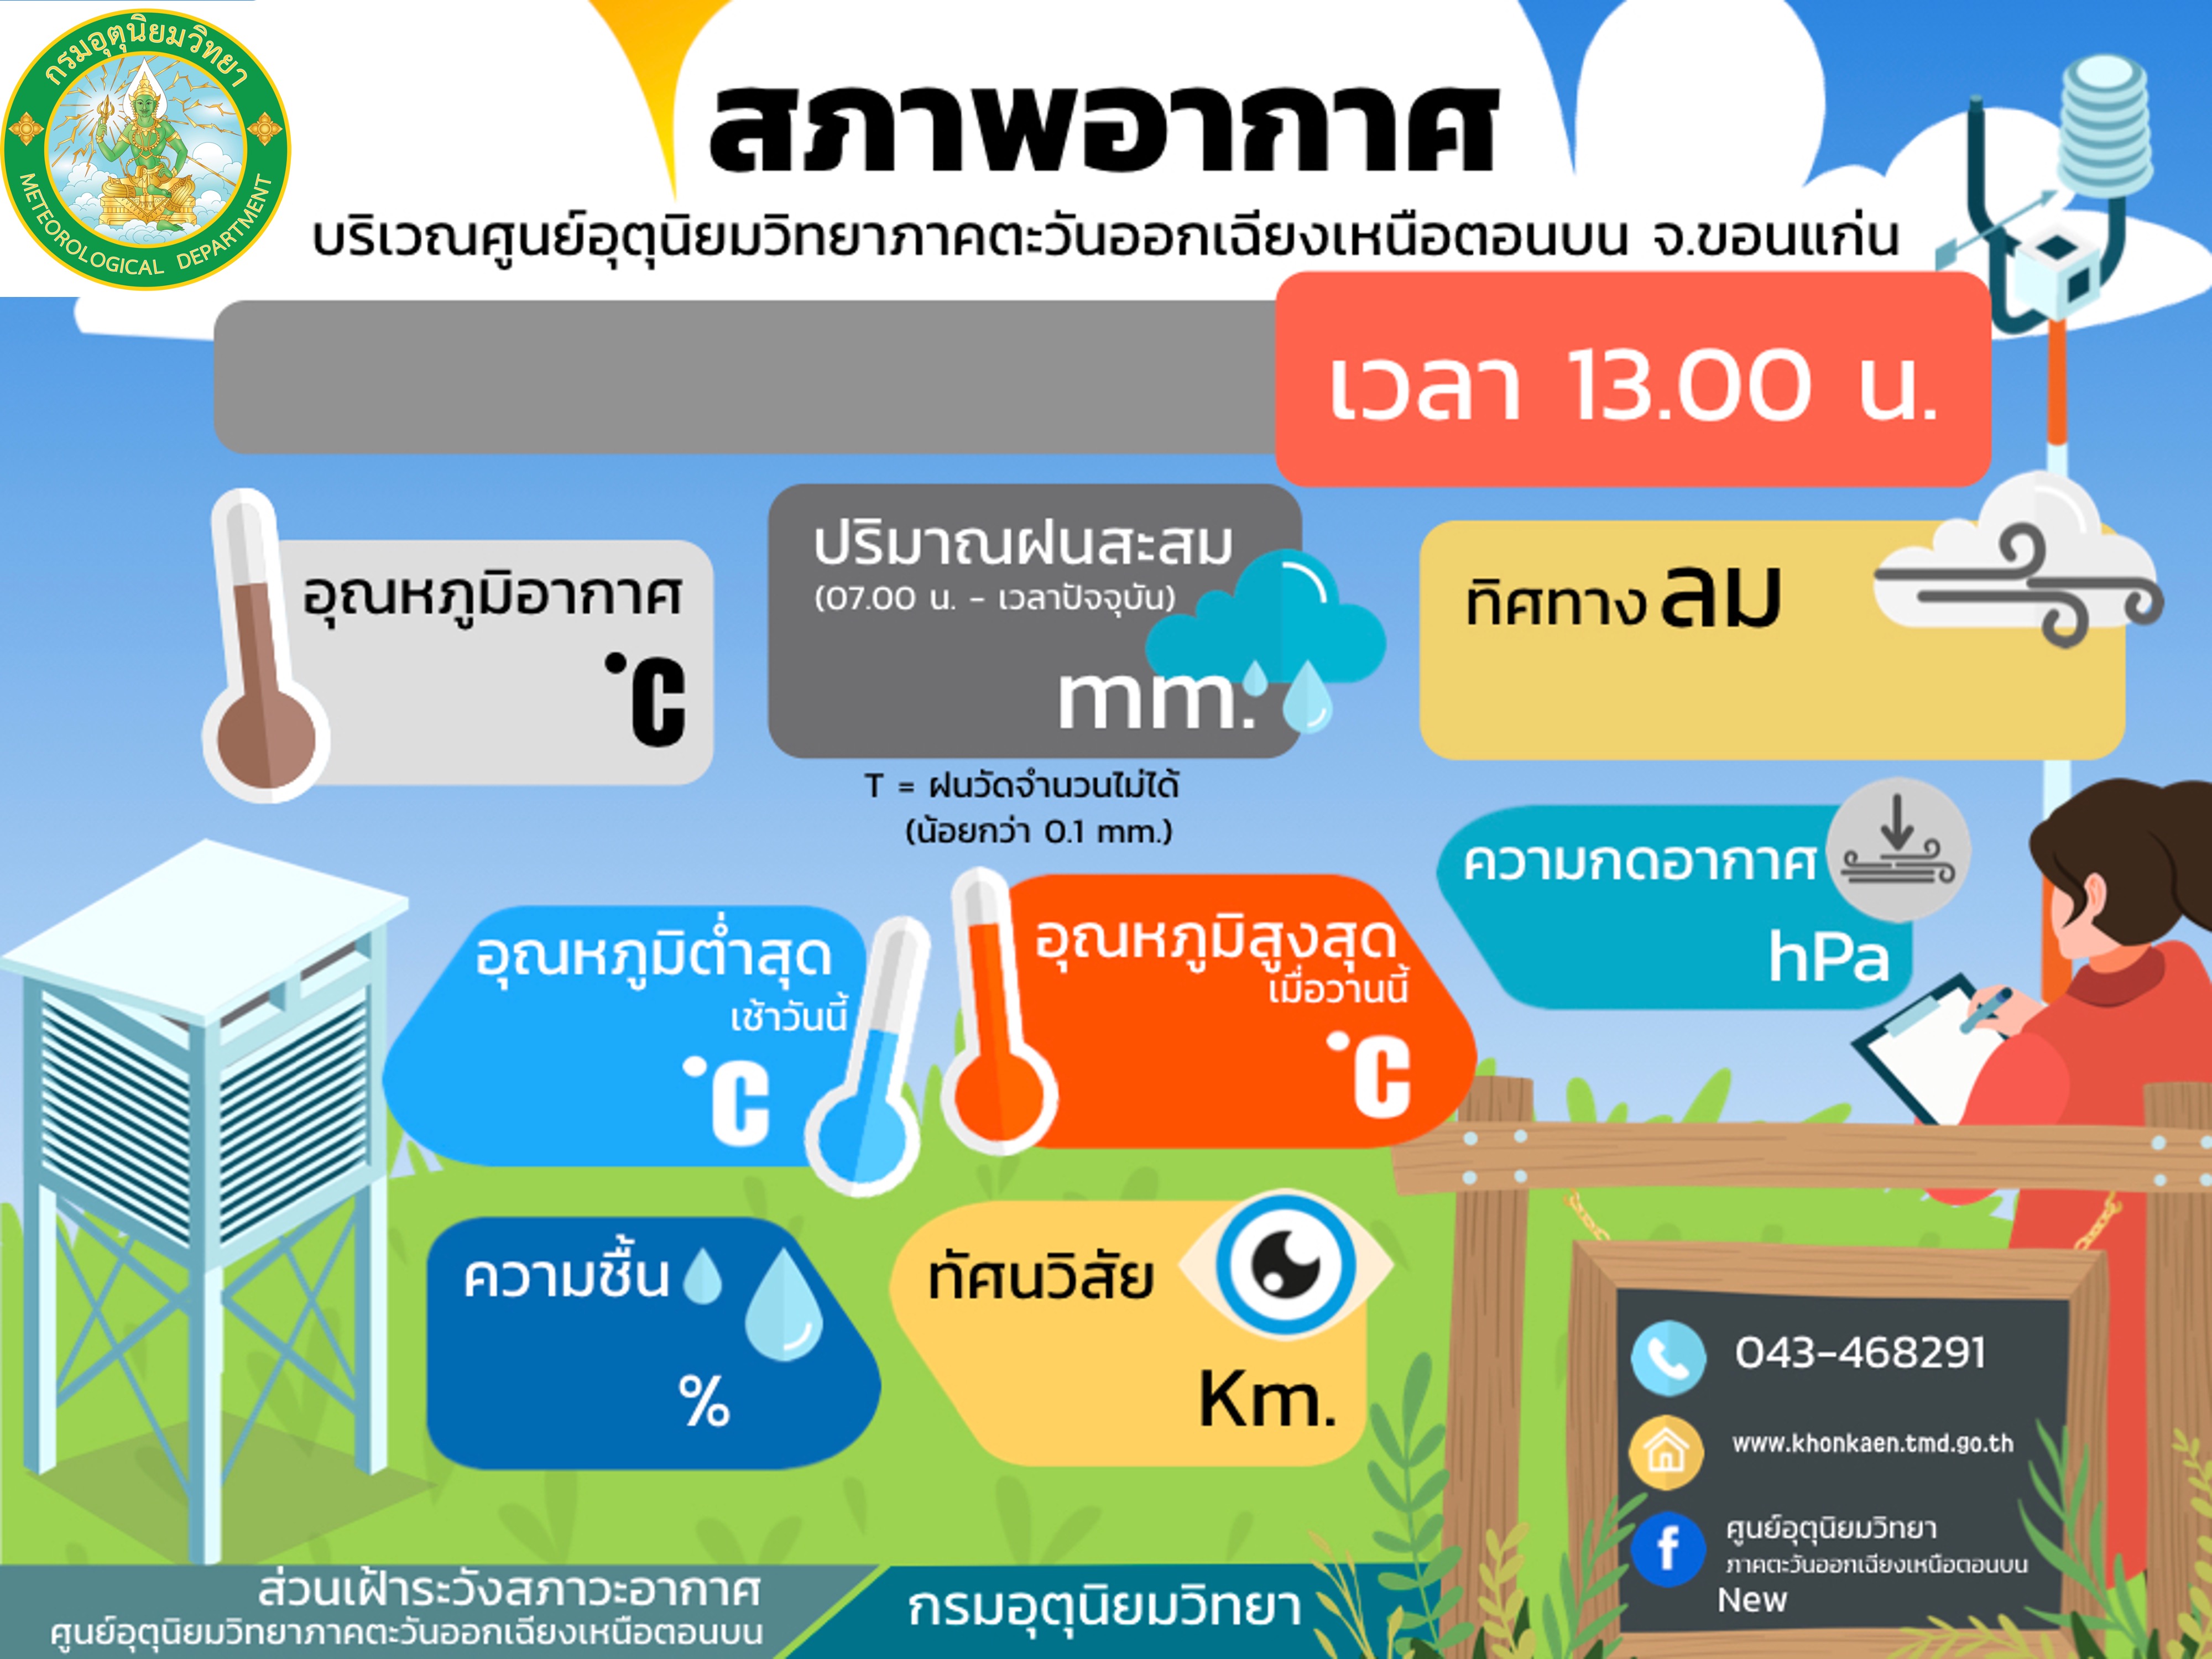 กรมอุตุนิยมวิทยา
METEOROLOGICAL DEPARTMENT
สภาพอากาศ
บริเวณศูนย์อุตุนิยมวิทยาภาคตะวันออกเฉียงเหนือตอนบน จ.ขอนแก่น
เวลา 13.00 น.
อุณหภูมิอากาศ
°C
ปริมาณฝนสะสม
(07.00 น. - เวลาปัจจุบัน)
mm.
T = ฝนวัดจำนวนไม่ได้
(น้อยกว่า 0.1 mm.)
ทิศทางลม
ความกดอากาศ
hPa
อุณหภูมิต่ำสุด
เช้าวันนี้
°C
อุณหภูมิสูงสุด
เมื่อวานนี้
°C
ความชื้น
%
ทัศนวิสัย
Km.
043-468291
www.khonkaen.tmd.go.th
ศูนย์อุตุนิยมวิทยา
ภาคตะวันออกเฉียงเหนือตอนบน
New
ส่วนเฝ้าระวังสภาวะอากาศ
ศูนย์อุตุนิยมวิทยาภาคตะวันออกเฉียงเหนือตอนบน
กรมอุตุนิยมวิทยา